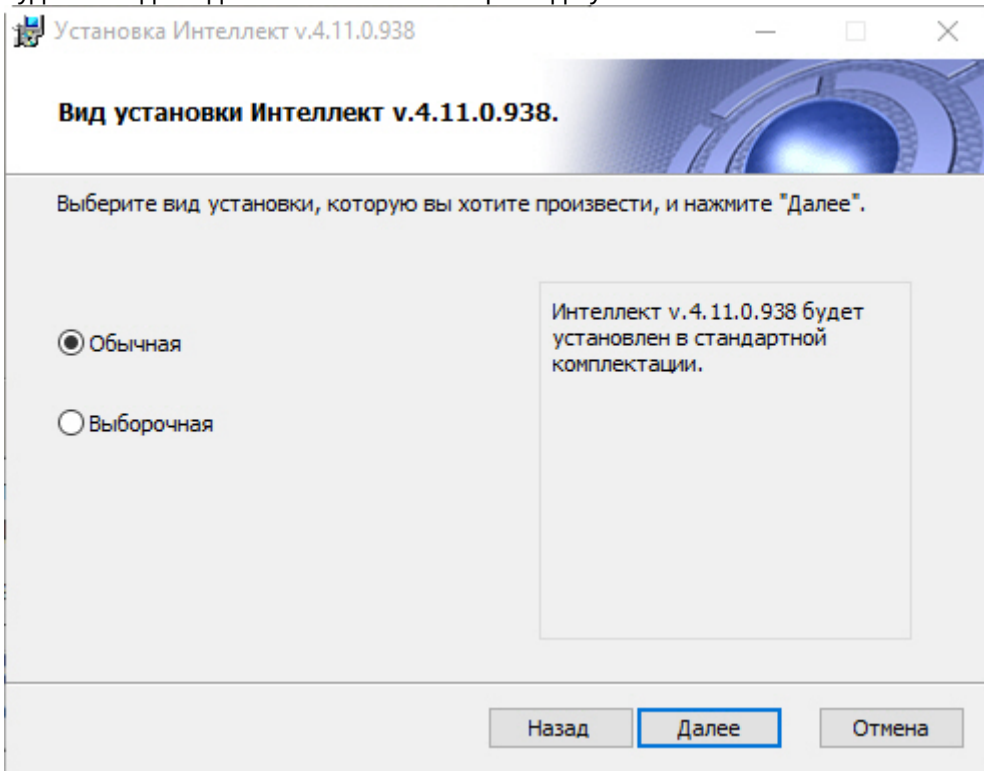 Установка Интеллект v.4.11.0.938
Вид установки Интеллект v.4.11.0.938.
Выберите вид установки, которую вы хотите произвести, и нажмите "Далее".
Обычная
Выборочная
Интеллект v.4.11.0.938 будет
установлен в стандартной
комплектации.
Назад
Далее
Отмена